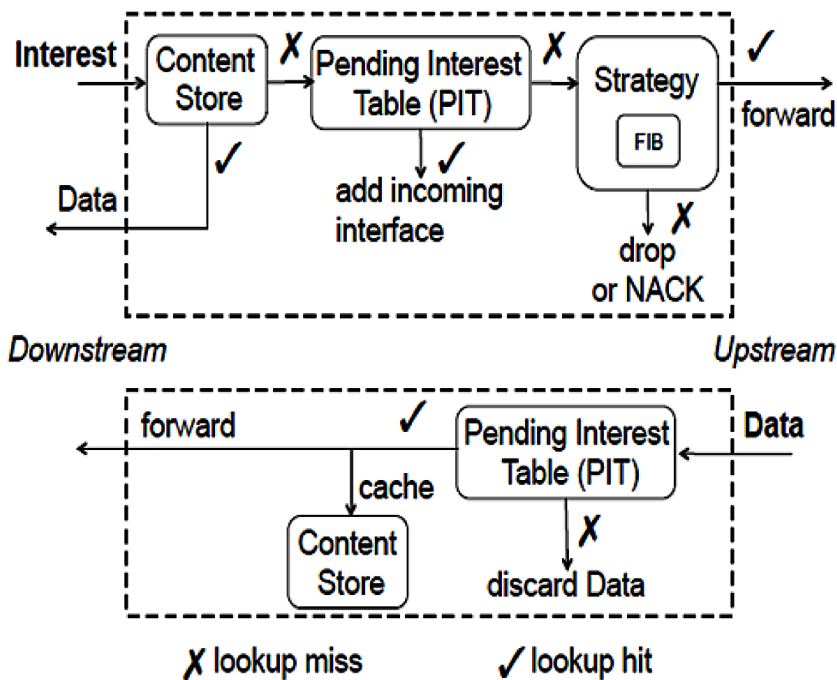 Interest
Content
Store
✗
Pending Interest
Table (PIT)
✗
Strategy
FIB
✓
forward
✓
Data
✓
add incoming
interface
✗
drop
or NACK
Downstream
Upstream
forward
✓
Pending Interest
Table (PIT)
Data
cache
Content
Store
✗
discard Data
✗ lookup miss
✓ lookup hit